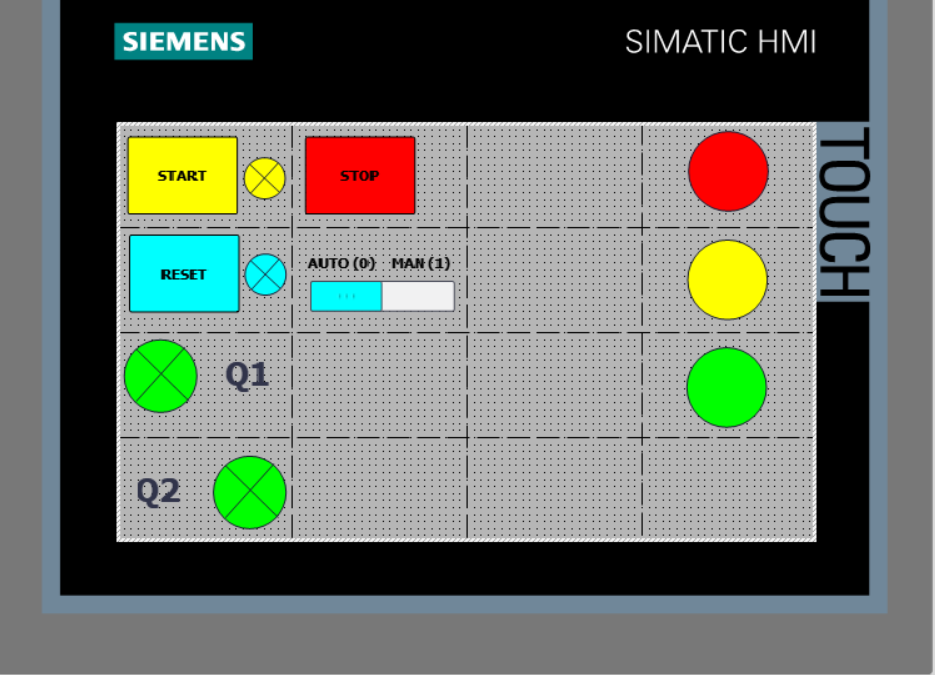 SIEMENS
SIMATIC HMI
TOUCH
START
STOP
RESET
AUTO (0)
MAN (1)
Q1
Q2